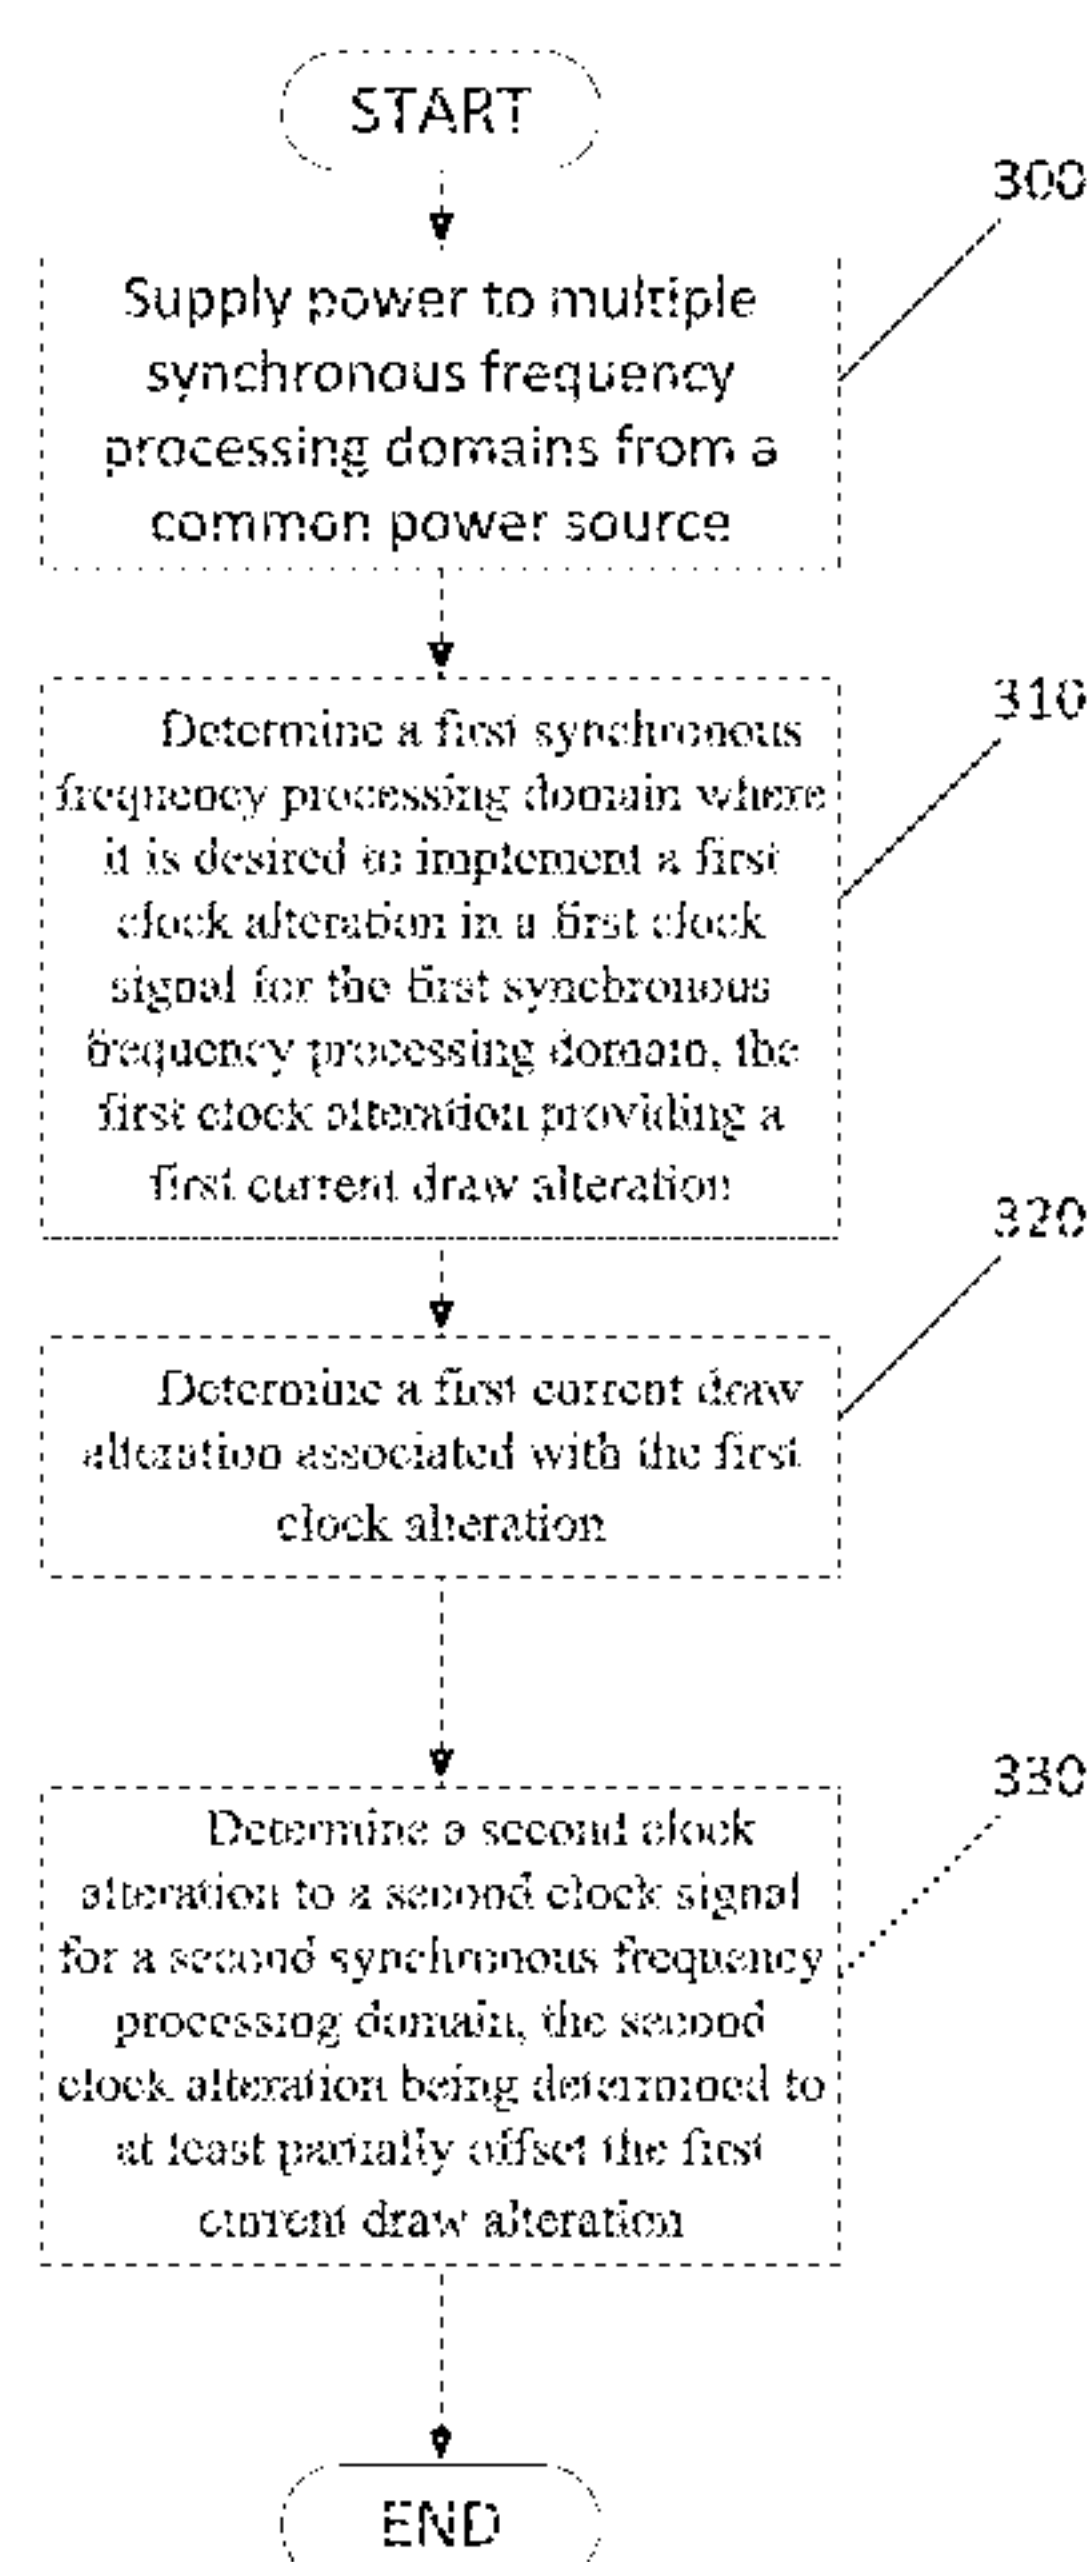 START
300
Supply power to multiple
synchronous frequency
processing domains from a
common power source
310
Determine a first synchronous
frequency processing domain where
it is desired to implement a first
clock alteration in a first clock
signal for the first synchronous
frequency processing domain, the
first clock alteration providing a
first current draw alteration
320
Determine a first current draw
alteration associated with the first
clock alteration
330
Determine a second clock
alteration to a second clock signal
for a second synchronous frequency
processing domain, the second
clock alteration being determined to
at least partially offset the first
current draw alteration
END